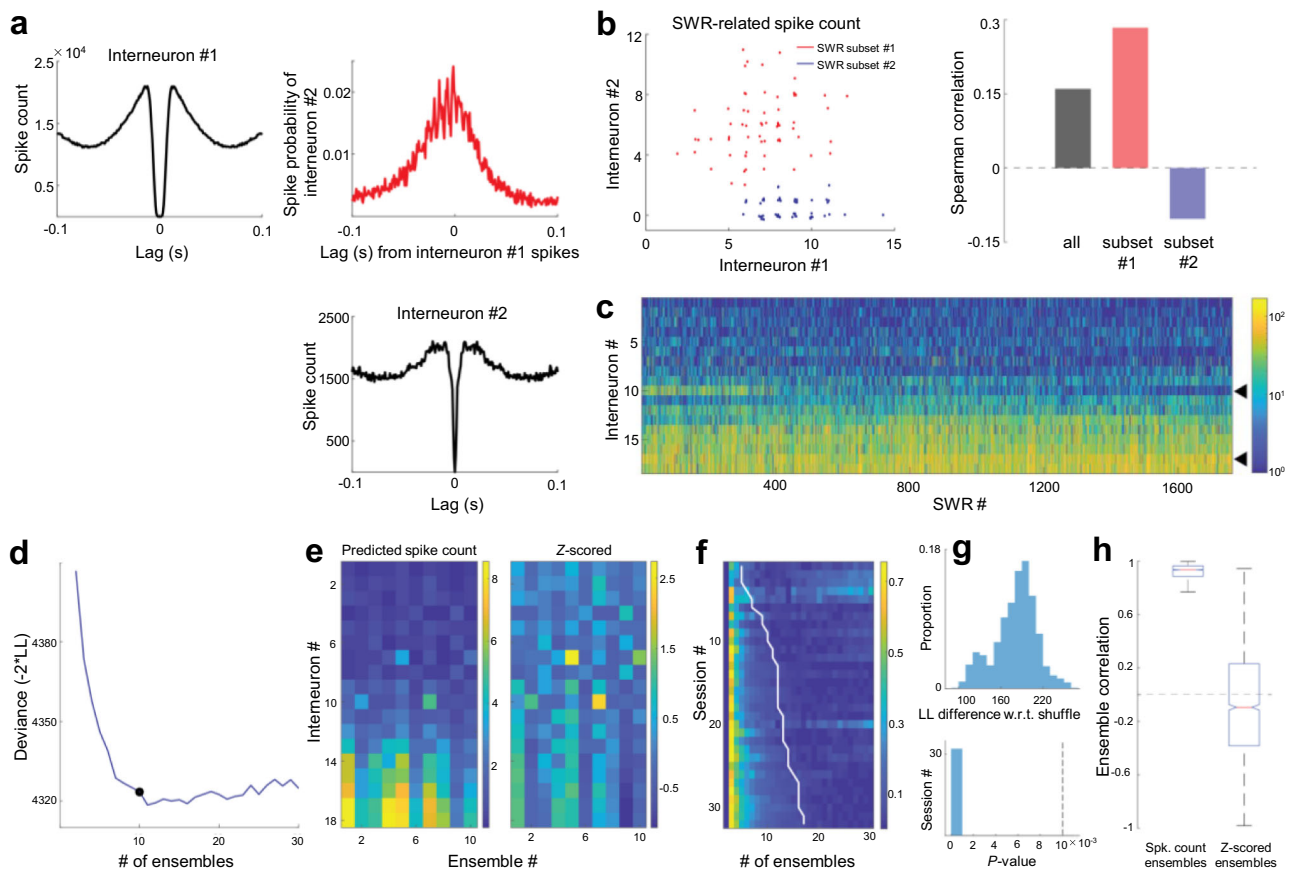 a
Interneuron #1
× 10⁴
2.5
2.0
1.5
1.0
0.5
0
Spike count
-0.1 0 0.1
Lag (s)
Spike probability of
interneuron #2
0.02
0.01
-0.1 0 0.1
Lag (s) from interneuron #1 spikes
Interneuron #2
2500
1500
500
Spike count
-0.1 0 0.1
Lag (s)
b
SWR-related spike count
SWR subset #1
SWR subset #2
12
8
4
0
Interneuron #2
0 5 10 15
Interneuron #1
Spearman correlation
0.3
0.15
0
-0.15
all
subset
#1
subset
#2
c
Interneuron #
5
10
15
400 800 1200 1600
SWR #
10²
10¹
10⁰
d
Deviance (-2*LL)
4380
4350
4320
0 10 20 30
# of ensembles
e
Predicted spike count
Z-scored
Interneuron #
2
6
10
14
18
8
6
4
2
2.5
1.5
0.5
-0.5
2 6 10
2 6 10
Ensemble #
f
Session #
10
20
30
10 20 30
# of ensembles
0.7
0.5
0.3
0.1
g
0.18
0
Proportion
100 160 220
LL difference w.r.t. shuffle
Session #
30
0 2 4 6 8 10 × 10⁻³
P-value
h
Ensemble correlation
1
0.6
0.2
-0.2
-0.6
-1
Spk. count
ensembles
Z-scored
ensembles